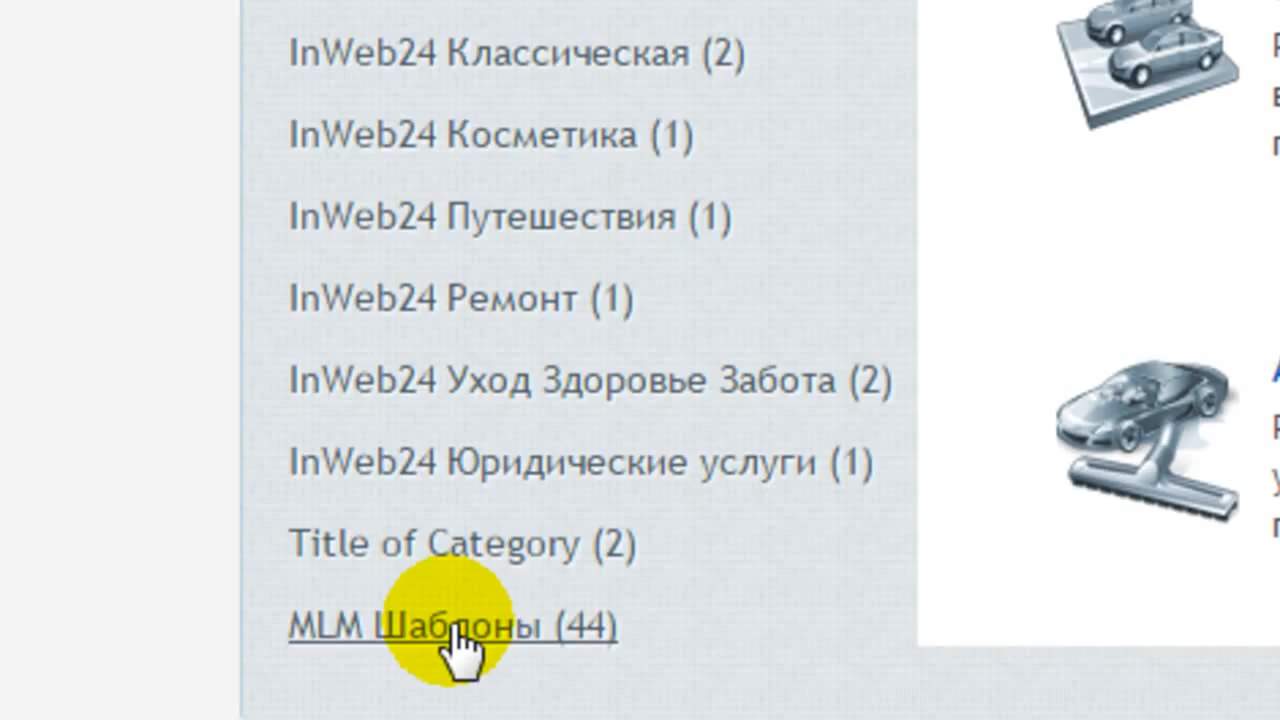 InWeb24 Классическая (2)
InWeb24 Косметика (1)
InWeb24 Путешествия (1)
InWeb24 Ремонт (1)
InWeb24 Уход Здоровье Забота (2)
InWeb24 Юридические услуги (1)
Title of Category (2)
MLM Шаблоны (44)